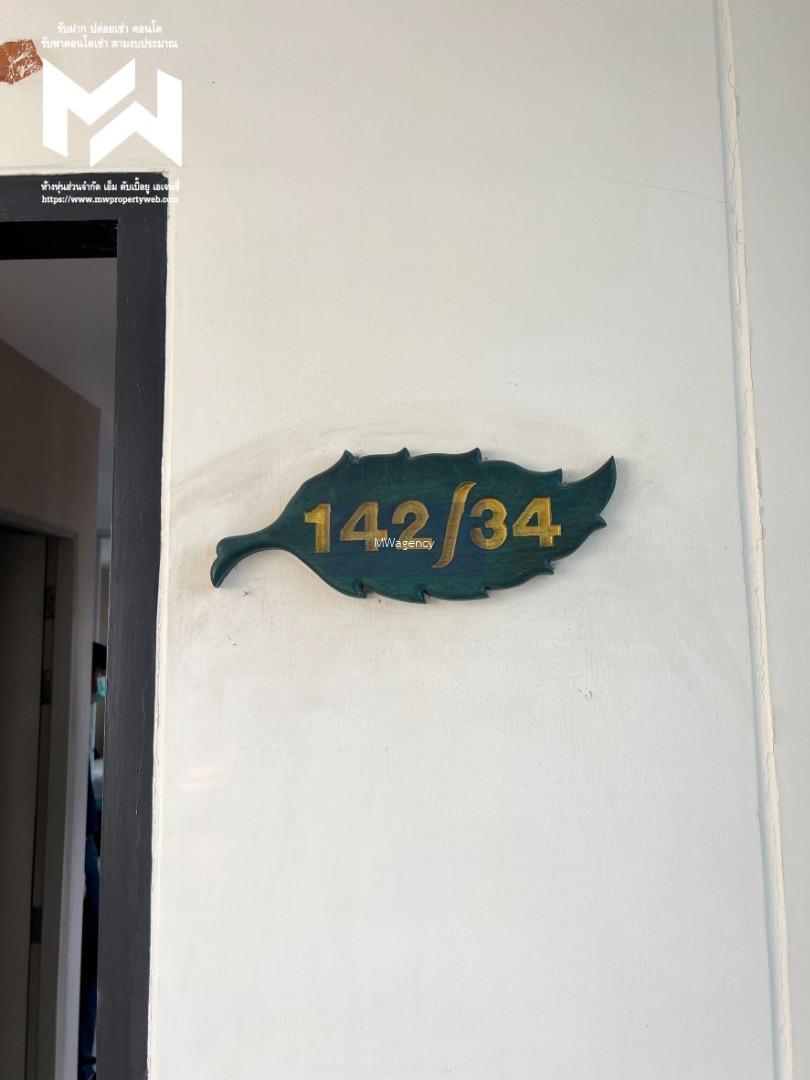 รับฝาก ปล่อยเช่า คอนโด
รับหาคอนโดเช่า ตามงบประมาณ
MW
ห้างหุ้นส่วนจำกัด เอ็ม ดับเบิ้ลยู เอเจนซี่
https://www.mwpropertyweb.com
142/34
MWagency